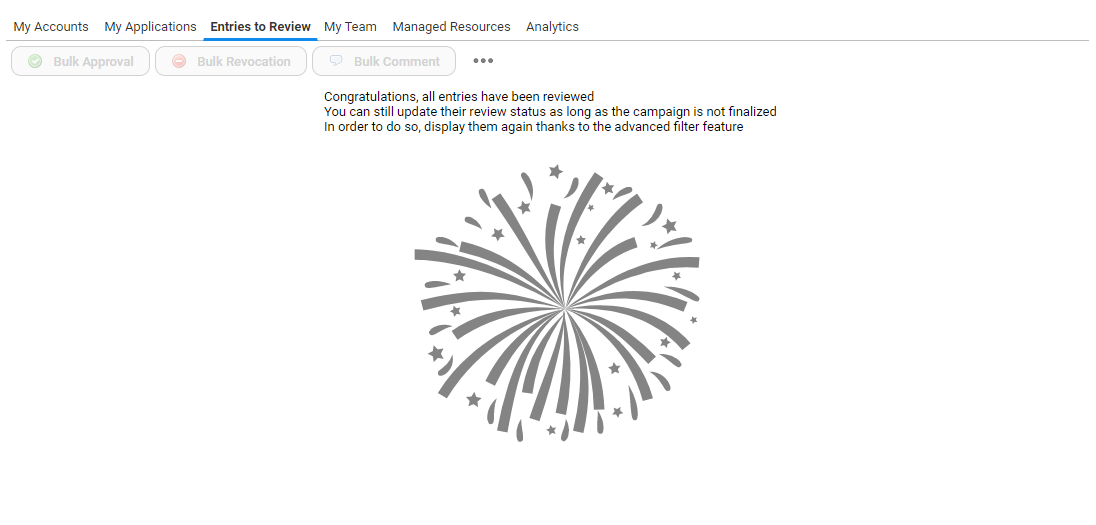 My Accounts My Applications Entries to Review My Team Managed Resources Analytics
Bulk Approval Bulk Revocation Bulk Comment •••
Congratulations, all entries have been reviewed
You can still update their review status as long as the campaign is not finalized
In order to do so, display them again thanks to the advanced filter feature